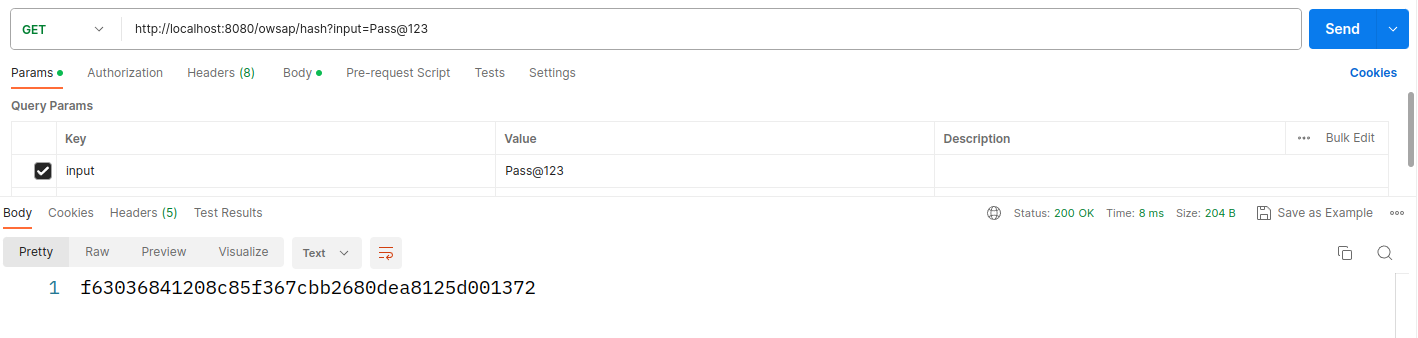 GET http://localhost:8080/owsap/hash?input=Pass@123 Send
Params Authorization Headers (8) Body Pre-request Script Tests Settings Cookies
Query Params
Key Value Description ••• Bulk Edit
input Pass@123
Body Cookies Headers (5) Test Results Status: 200 OK Time: 8 ms Size: 204 B Save as Example •••
Pretty Raw Preview Visualize Text
1 f63036841208c85f367cbb2680dea8125d001372